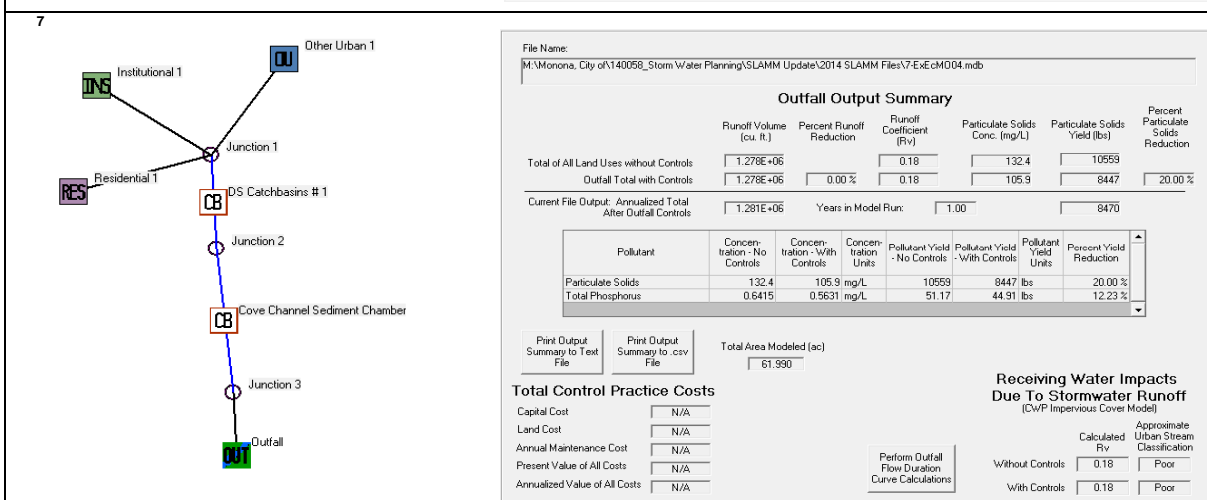 7
Other Urban 1
OU
Institutional 1
INS
Junction 1
Residential 1
RES
DS Catchbasins # 1
CB
Junction 2
Cove Channel Sediment Chamber
CB
Junction 3
Outfall
OUT
File Name:
M:\Monona, City of\140058_Storm Water Planning\SLAMM Update\2014 SLAMM Files\7-ExEcMO04.mdb
Outfall Output Summary
Runoff Volume (cu. ft.) Percent Runoff Reduction Runoff Coefficient (Rv) Particulate Solids Conc. (mg/L) Particulate Solids Yield (lbs) Percent Particulate Solids Reduction
Total of All Land Uses without Controls 1.278E+06 0.18 132.4 10559
Outfall Total with Controls 1.278E+06 0.00 % 0.18 105.9 8447 20.00 %
Current File Output: Annualized Total After Outfall Controls 1.281E+06 Years in Model Run: 1.00 8470
Pollutant Concen-tration - No Controls Concen-tration - With Controls Concen-tration Units Pollutant Yield - No Controls Pollutant Yield - With Controls Pollutant Yield Units Percent Yield Reduction
Particulate Solids 132.4 105.9 mg/L 10559 8447 lbs 20.00 %
Total Phosphorus 0.6415 0.5631 mg/L 51.17 44.91 lbs 12.23 %
Print Output Summary to Text File
Print Output Summary to .csv File
Total Area Modeled (ac)
61.990
Total Control Practice Costs
Capital Cost N/A
Land Cost N/A
Annual Maintenance Cost N/A
Present Value of All Costs N/A
Annualized Value of All Costs N/A
Perform Outfall Flow Duration Curve Calculations
Receiving Water Impacts
Due To Stormwater Runoff
(CWP Impervious Cover Model)
Calculated Rv Approximate Urban Stream Classification
Without Controls 0.18 Poor
With Controls 0.18 Poor